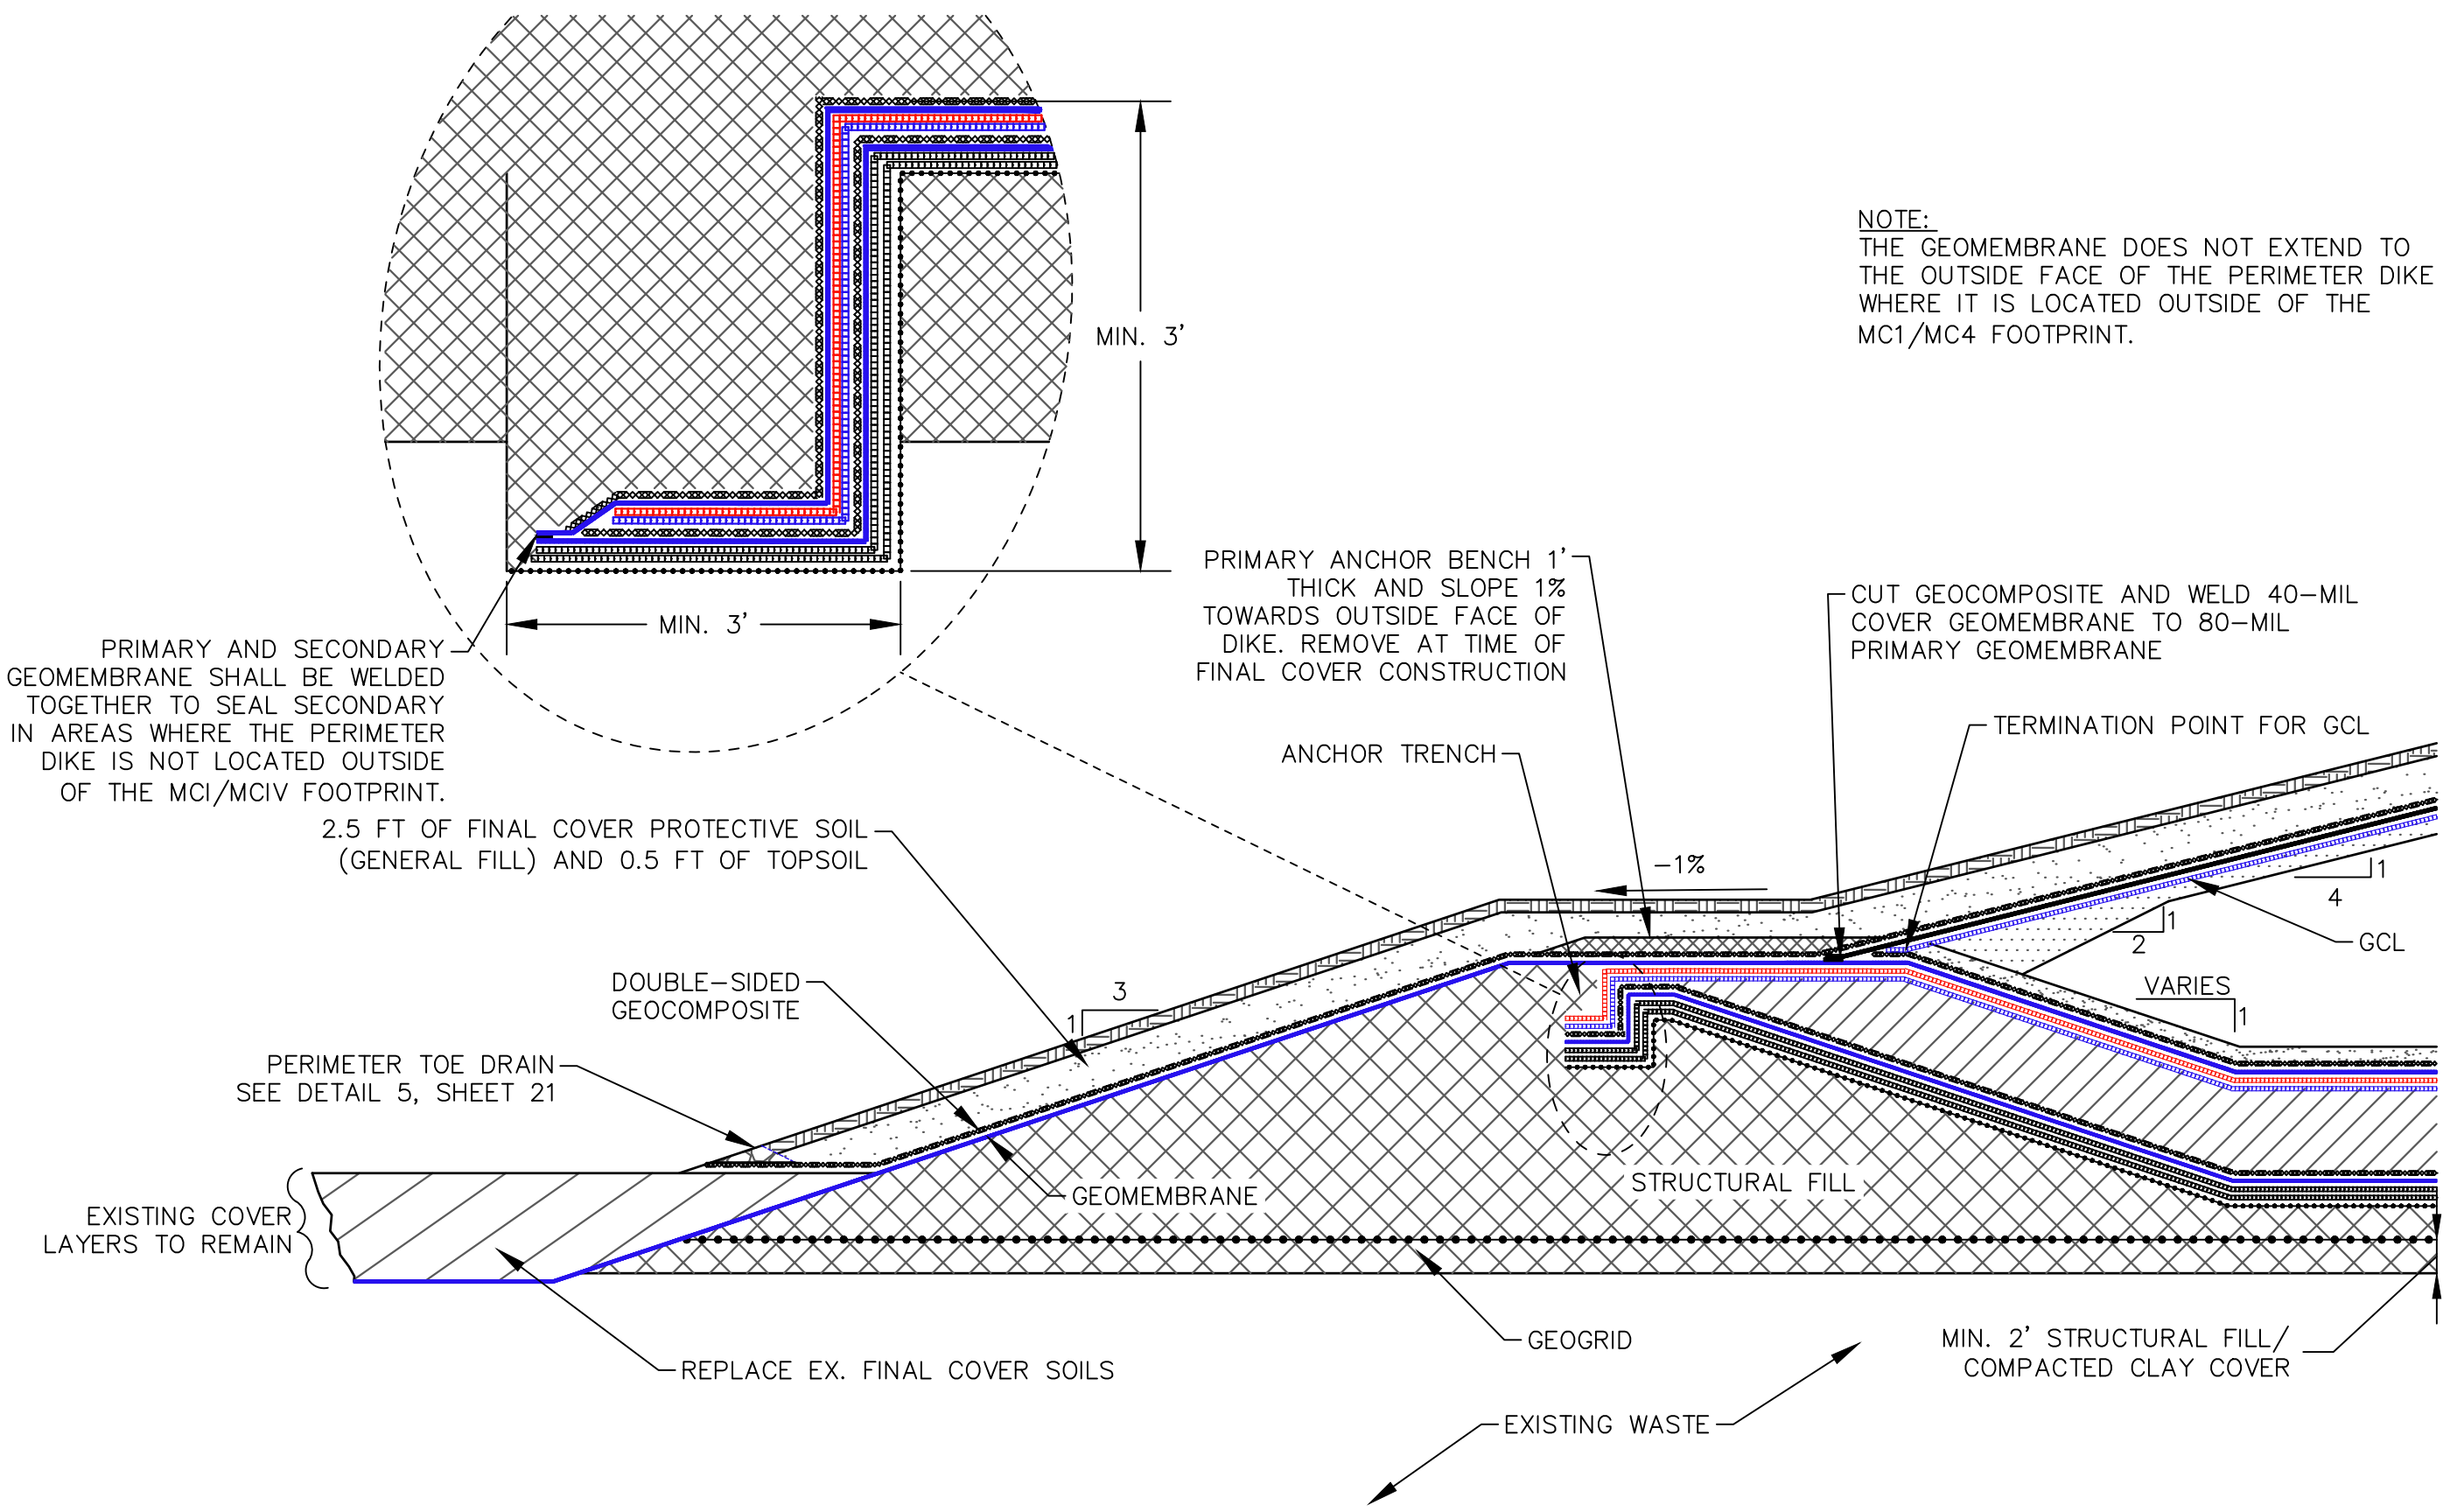 NOTE:
THE GEOMEMBRANE DOES NOT EXTEND TO
THE OUTSIDE FACE OF THE PERIMETER DIKE
WHERE IT IS LOCATED OUTSIDE OF THE
MC1/MC4 FOOTPRINT.
MIN. 3'
MIN. 3'
PRIMARY AND SECONDARY
GEOMEMBRANE SHALL BE WELDED
TOGETHER TO SEAL SECONDARY
IN AREAS WHERE THE PERIMETER
DIKE IS NOT LOCATED OUTSIDE
OF THE MCI/MCIV FOOTPRINT.
PRIMARY ANCHOR BENCH 1'
THICK AND SLOPE 1%
TOWARDS OUTSIDE FACE OF
DIKE. REMOVE AT TIME OF
FINAL COVER CONSTRUCTION
CUT GEOCOMPOSITE AND WELD 40-MIL
COVER GEOMEMBRANE TO 80-MIL
PRIMARY GEOMEMBRANE
TERMINATION POINT FOR GCL
ANCHOR TRENCH
2.5 FT OF FINAL COVER PROTECTIVE SOIL
(GENERAL FILL) AND 0.5 FT OF TOPSOIL
-1%
1
4
1
2
GCL
DOUBLE-SIDED
GEOCOMPOSITE
3
1
VARIES
1
PERIMETER TOE DRAIN
SEE DETAIL 5, SHEET 21
STRUCTURAL FILL
GEOMEMBRANE
EXISTING COVER
LAYERS TO REMAIN
GEOGRID
MIN. 2' STRUCTURAL FILL/
COMPACTED CLAY COVER
REPLACE EX. FINAL COVER SOILS
EXISTING WASTE